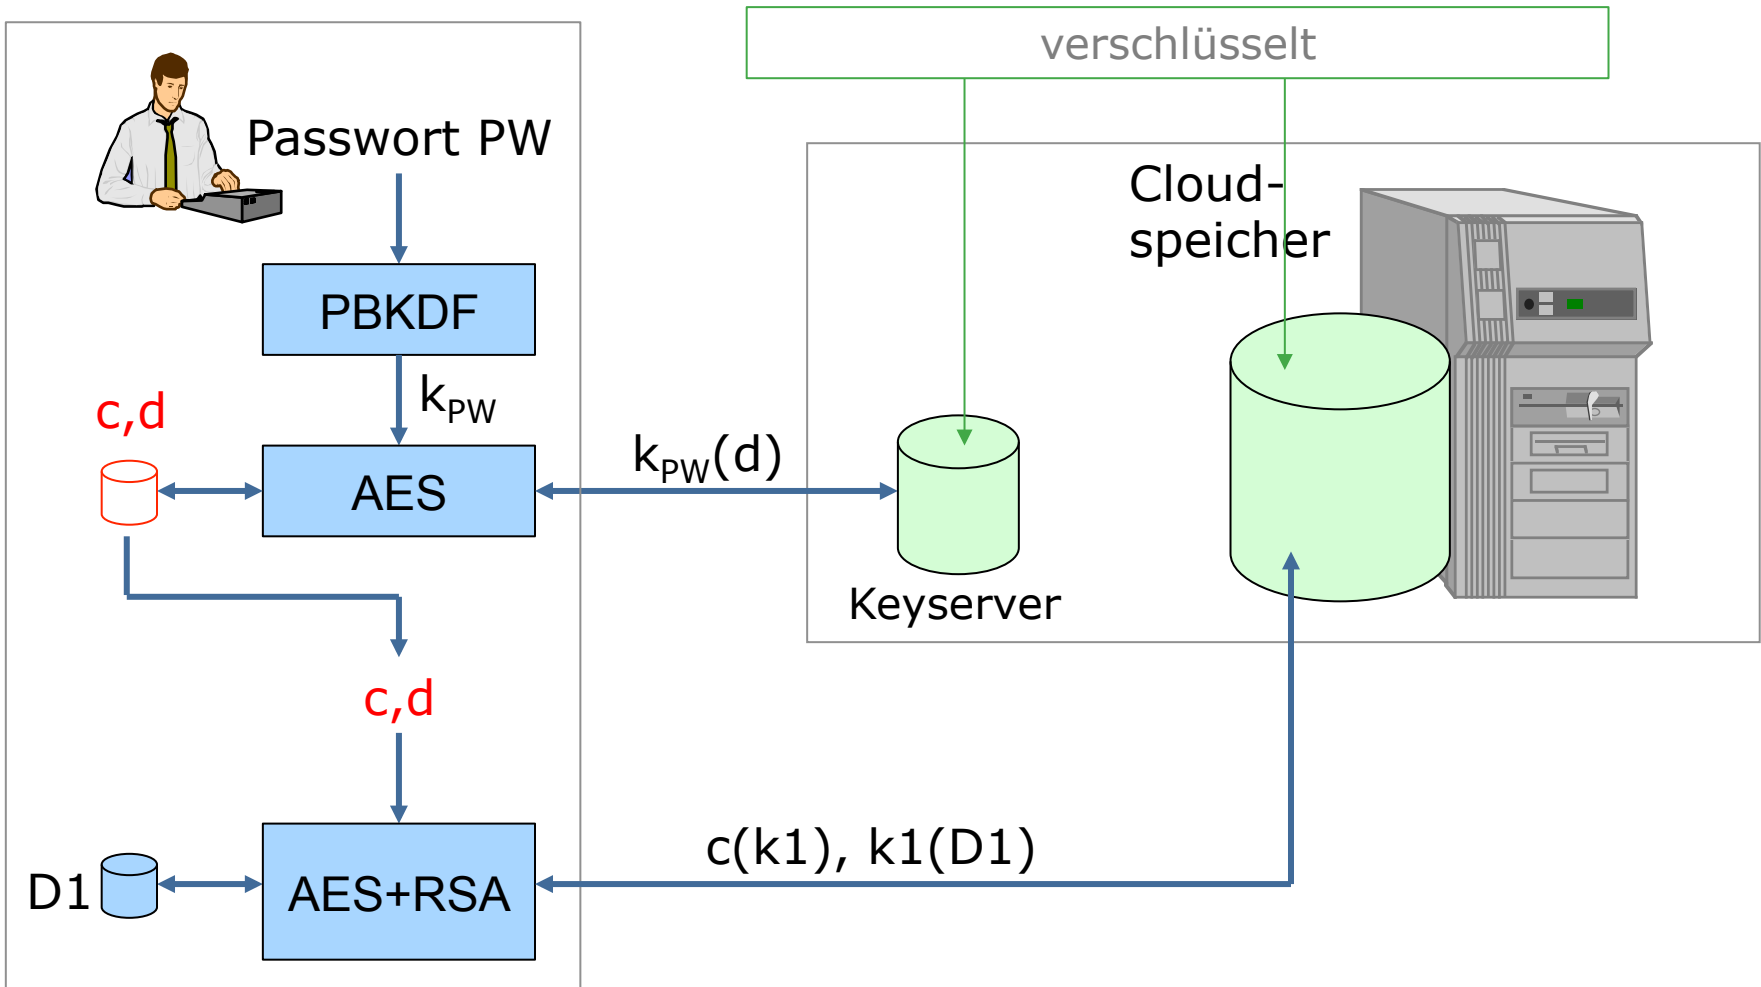 verschlüsselt
Passwort PW
Cloud-
speicher
PBKDF
kPW
c,d
kPW(d)
AES
Keyserver
c,d
c(k1), k1(D1)
D1
AES+RSA